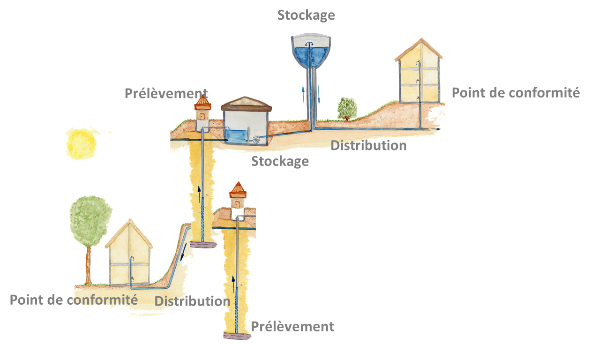 Stockage
Prélèvement
Point de conformité
Distribution
Stockage
Point de conformité
Distribution
Prélèvement